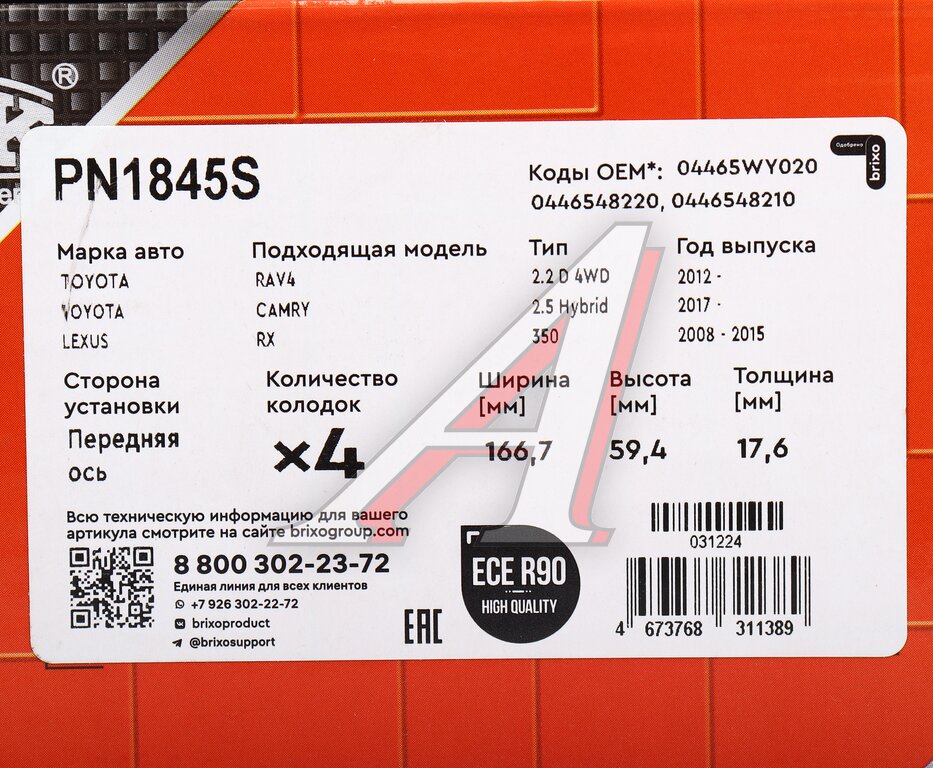 ®
PN1845S
Коды OEM*: 04465WY020
0446548220, 0446548210
Одобрено
brixo
Марка авто Подходящая модель Тип Год выпуска
TOYOTA RAV4 2.2 D 4WD 2012 -
TOYOTA CAMRY 2.5 Hybrid 2017 -
LEXUS RX 350 2008 - 2015
Сторона установки Количество колодок Ширина [мм] Высота [мм] Толщина [мм]
Передняя ось x4 166,7 59,4 17,6
Всю техническую информацию для вашего
артикула смотрите на сайте brixogroup.com
8 800 302-23-72
Единая линия для всех клиентов
+7 926 302-22-72
brixoproduct
@brixosupport
EAC
ECE R90
HIGH QUALITY
031224
4 673768 311389